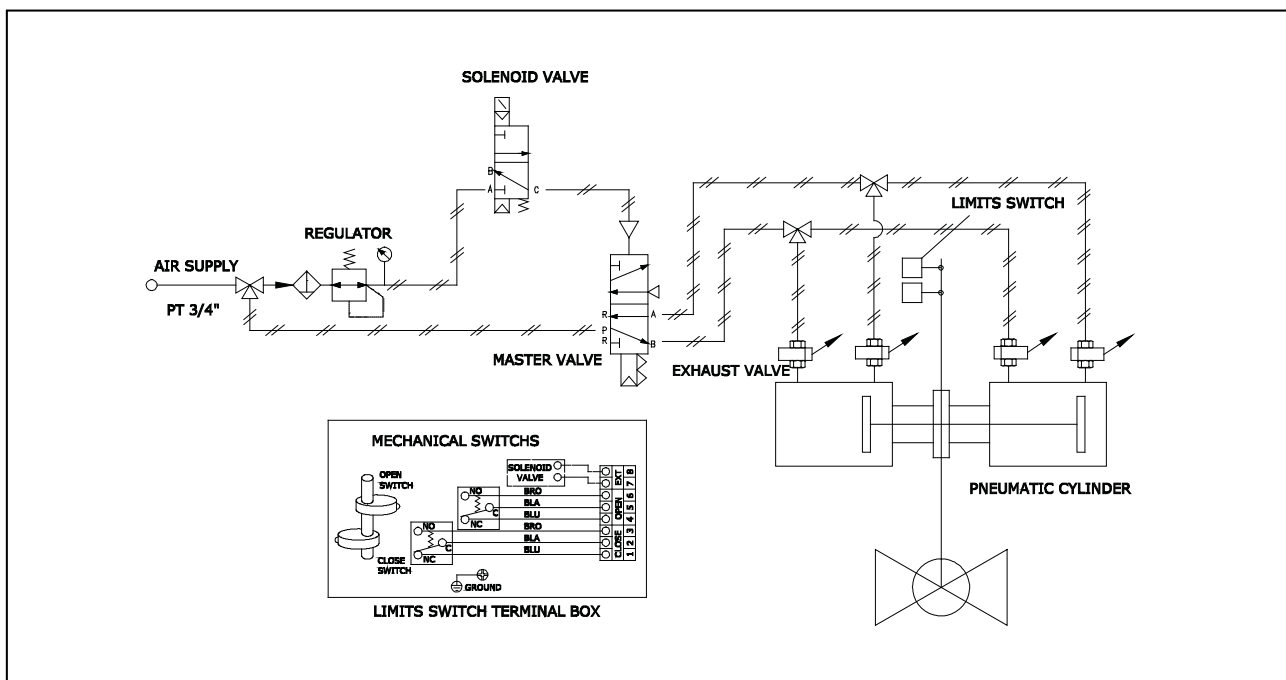 SOLENOID VALVE
B
A
C
REGULATOR
AIR SUPPLY
PT 3/4"
LIMITS SWITCH
R
A
P
R
B
MASTER VALVE
EXHAUST VALVE
PNEUMATIC CYLINDER
MECHANICAL SWITCHS
OPEN
SWITCH
CLOSE
SWITCH
SOLENOID
VALVE
NO
C
NC
NO
C
NC
BRO
BLA
BLU
BRO
BLA
BLU
EXT
OPEN
CLOSE
8
7
6
5
4
3
2
1
GROUND
LIMITS SWITCH TERMINAL BOX